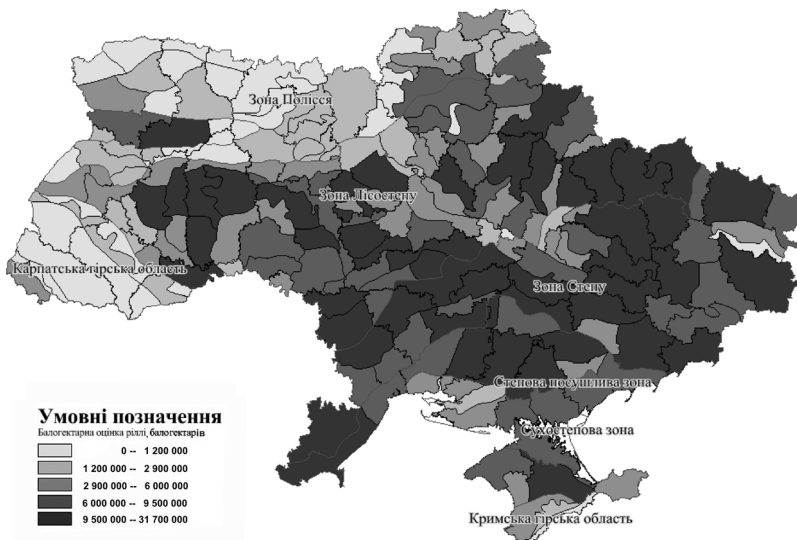 Зона Полісся
Зона Лісостепу
Карпатська гірська область
Зона Степу
Степова посушлива зона
Сухостепова зона
Кримська гірська область
Умовні позначення
Балогектарна оцінка ріллі, балогектарів
0 -- 1 200 000
1 200 000 -- 2 900 000
2 900 000 -- 6 000 000
6 000 000 -- 9 500 000
9 500 000 -- 31 700 000